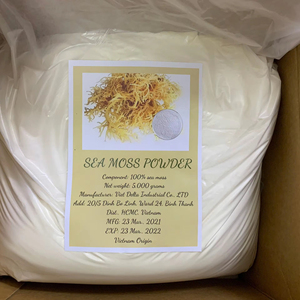 SEA MOSS POWDER
Component: 100% sea moss
Net weight: 5.000 grams
Manufacturer: Viet Delta Industrial Co., LTD
Add: 20/5 Dinh Bo Linh, Ward 24, Binh Thanh
Dist., HCMC, Vietnam
MFG: 23 Mar., 2021
EXP: 23 Mar., 2022
Vietnam Origin